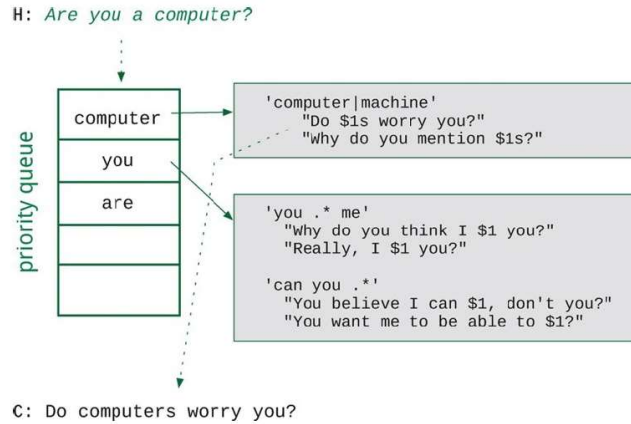 H: Are you a computer?
priority queue
computer
you
are
'computer|machine'
"Do $1s worry you?"
"Why do you mention $1s?"
'you .* me'
"Why do you think I $1 you?"
"Really, I $1 you?"
'can you .*'
"You believe I can $1, don't you?"
"You want me to be able to $1?"
C: Do computers worry you?